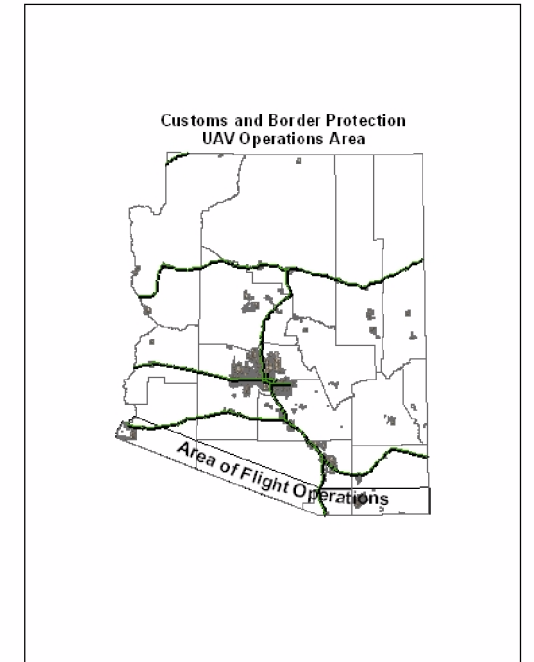 Customs and Border Protection
UAV Operations Area
Area of Flight Operations